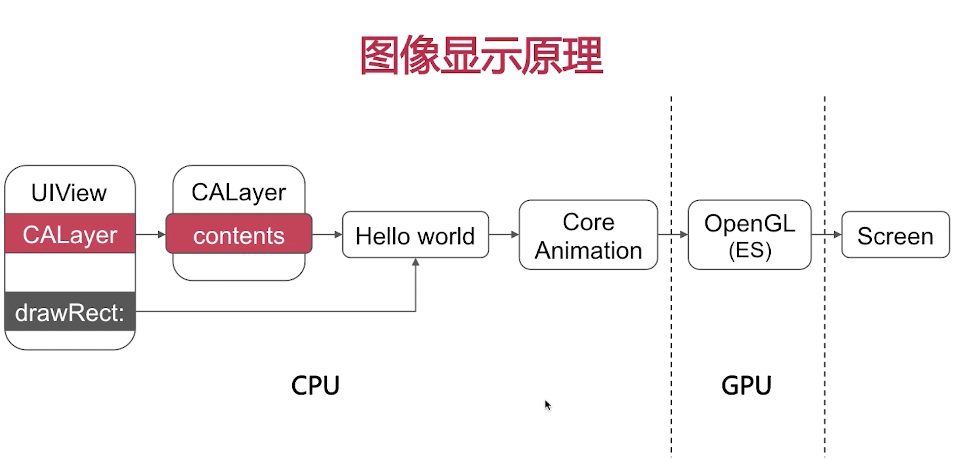 图像显示原理
UIView
CALayer
drawRect:
CALayer
contents
Hello world
Core
Animation
OpenGL
(ES)
Screen
CPU
GPU